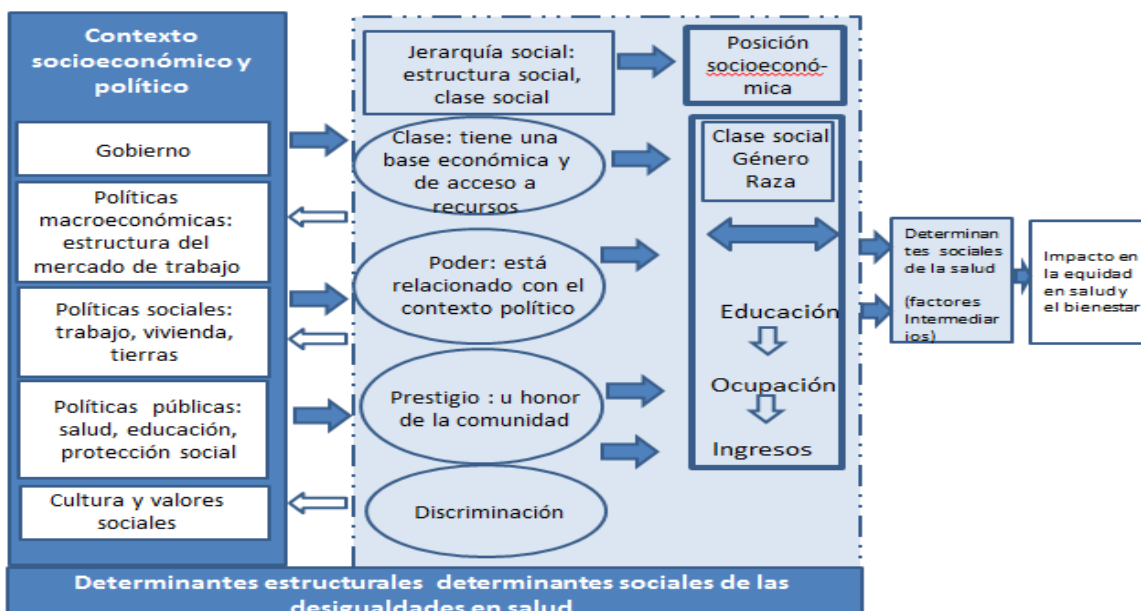 Contexto
socioeconómico y
político
Gobierno
Políticas
macroeconómicas:
estructura del
mercado de trabajo
Políticas sociales:
trabajo, vivienda,
tierras
Políticas públicas:
salud, educación,
protección social
Cultura y valores
sociales
Jerarquía social:
estructura social,
clase social
Clase: tiene una
base económica y
de acceso a
recursos
Poder: está
relacionado con el
contexto político
Prestigio : u honor
de la comunidad
Discriminación
Posición
socioeconó-
mica
Clase social
Género
Raza
Educación
Ocupación
Ingresos
Determinan
tes sociales
de la salud
(factores
Intermediar
ios)
Impacto en
la equidad
en salud y
el bienestar
Determinantes estructurales determinantes sociales de las
desigualdades en salud